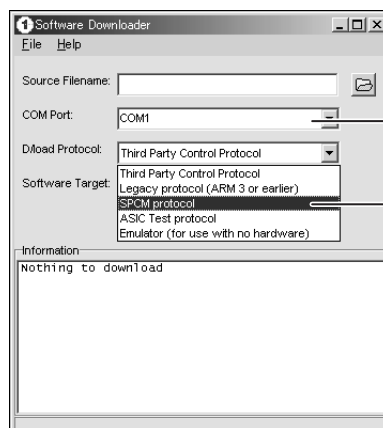 Software Downloader
File Help
Source Filename:
COM Port: COM1
D/load Protocol: Third Party Control Protocol
Third Party Control Protocol
Software Target: Legacy protocol (ARM 3 or earlier)
SPCM protocol
ASIC Test protocol
Emulator (for use with no hardware)
Information
Nothing to download